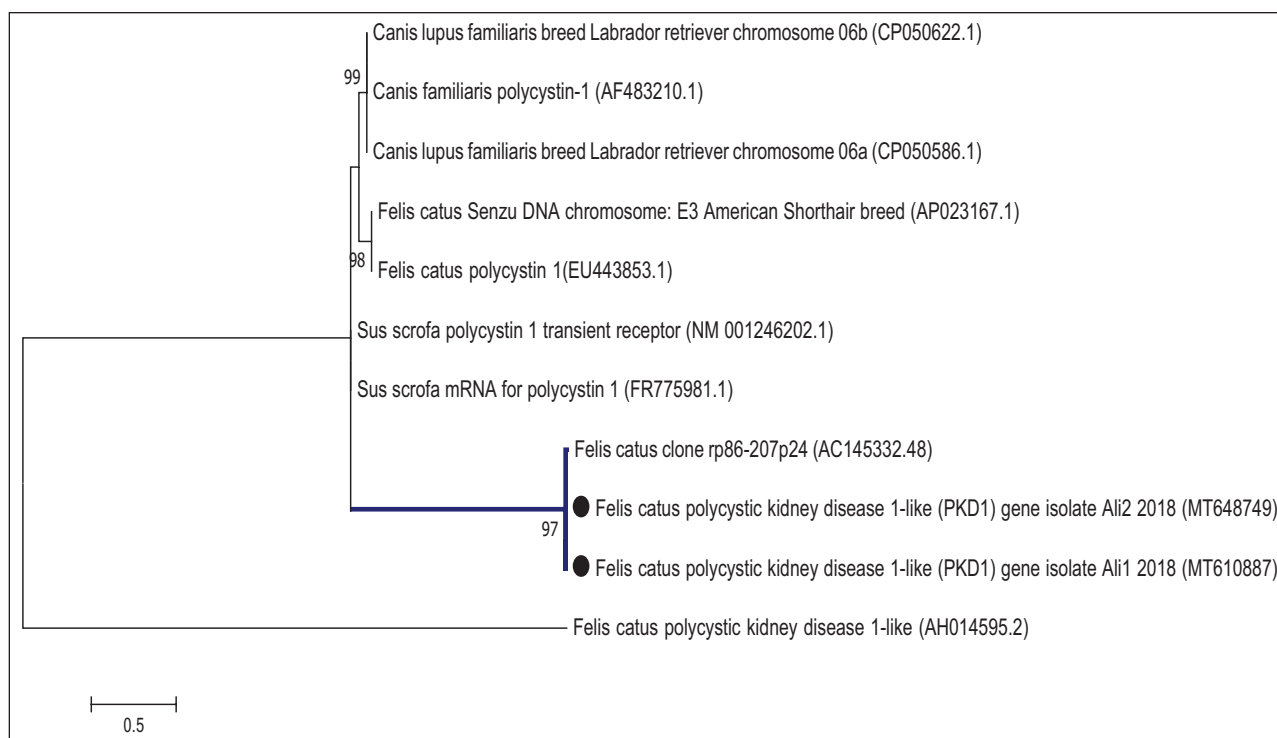 Canis lupus familiaris breed Labrador retriever chromosome 06b (CP050622.1)
99
Canis familiaris polycystin-1 (AF483210.1)
Canis lupus familiaris breed Labrador retriever chromosome 06a (CP050586.1)
Felis catus Senzu DNA chromosome: E3 American Shorthair breed (AP023167.1)
98
Felis catus polycystin 1(EU443853.1)
Sus scrofa polycystin 1 transient receptor (NM 001246202.1)
Sus scrofa mRNA for polycystin 1 (FR775981.1)
Felis catus clone rp86-207p24 (AC145332.48)
Felis catus polycystic kidney disease 1-like (PKD1) gene isolate Ali2 2018 (MT648749)
97
Felis catus polycystic kidney disease 1-like (PKD1) gene isolate Ali1 2018 (MT610887)
Felis catus polycystic kidney disease 1-like (AH014595.2)
0.5